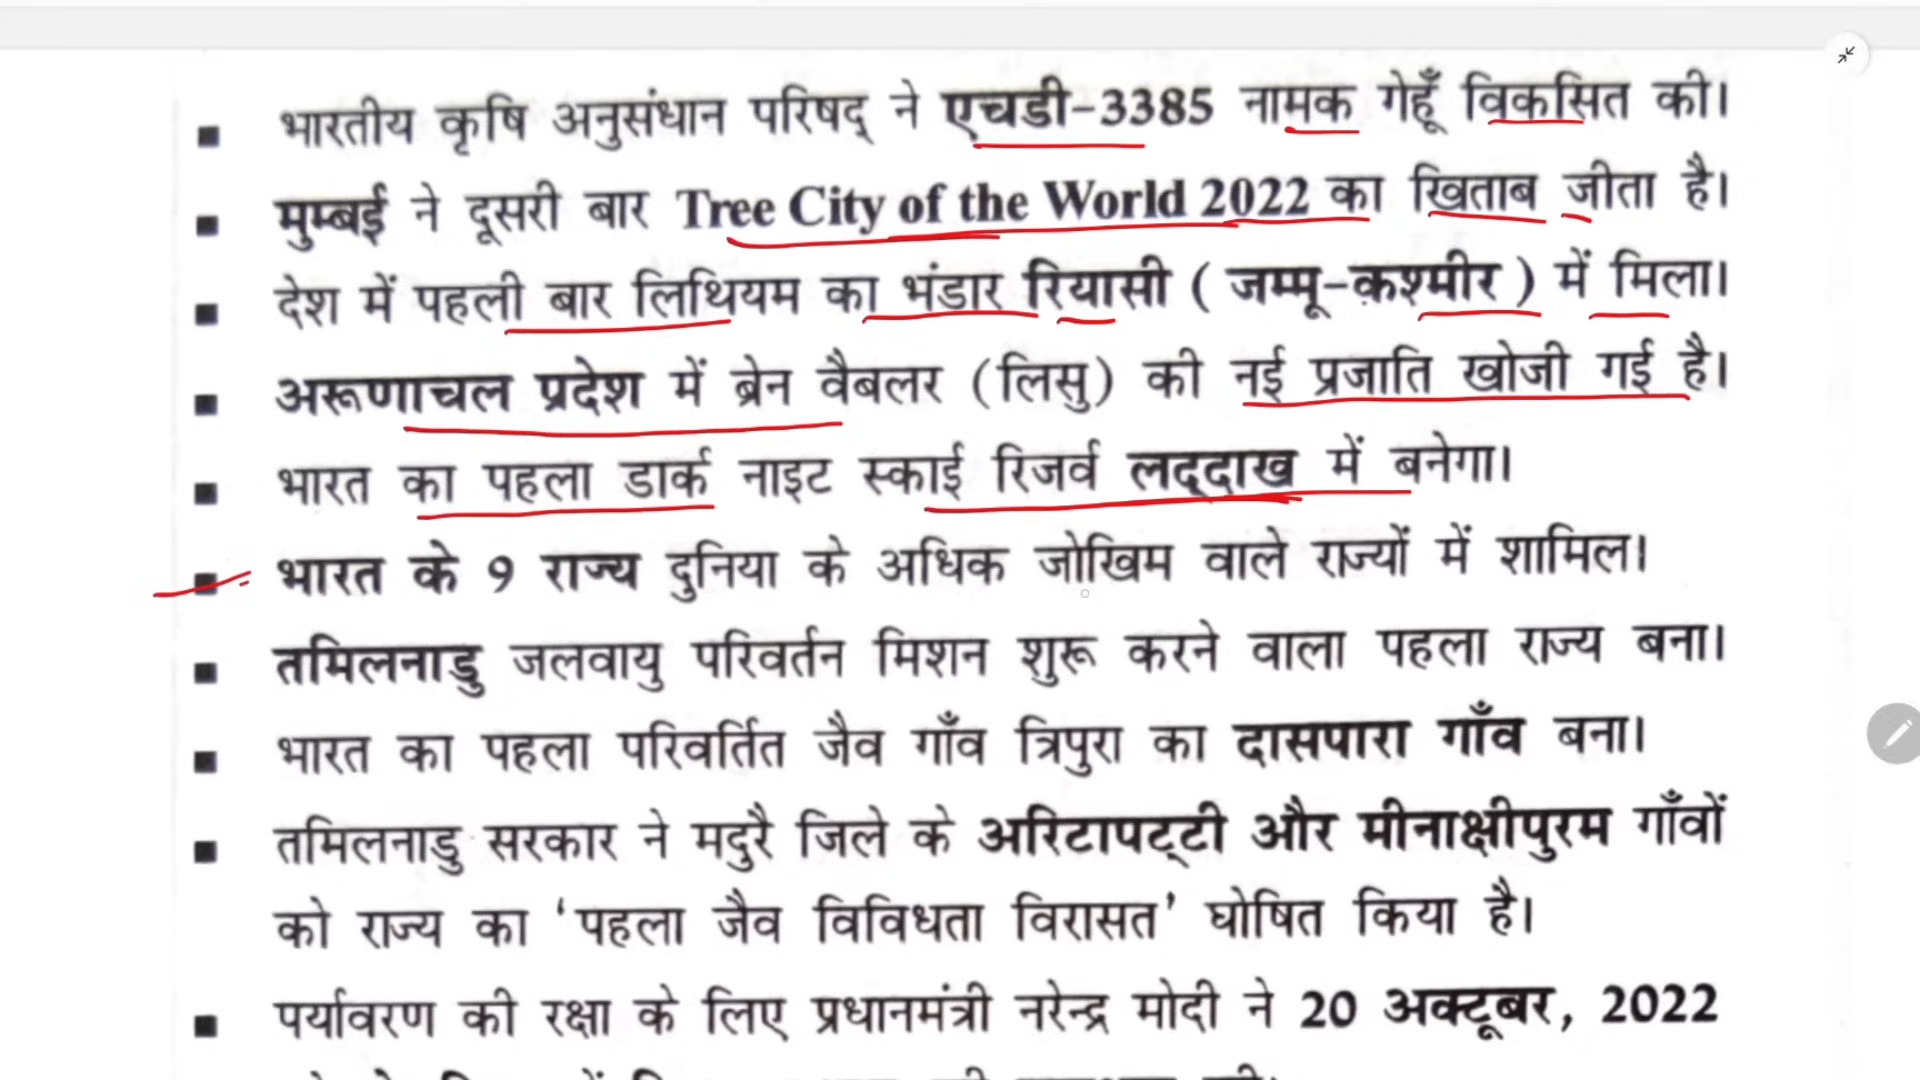 भारतीय कृषि अनुसंधान परिषद् ने एचडी-3385 नामक गेहूँ विकसित की।
मुम्बई ने दूसरी बार Tree City of the World 2022 का खिताब जीता है।
देश में पहली बार लिथियम का भंडार रियासी ( जम्मू-कश्मीर ) में मिला।
अरूणाचल प्रदेश में ब्रेन वैबलर (लिसु) की नई प्रजाति खोजी गई है।
भारत का पहला डार्क नाइट स्काई रिजर्व लद्दाख में बनेगा।
भारत के 9 राज्य दुनिया के अधिक जोखिम वाले राज्यों में शामिल।
तमिलनाडु जलवायु परिवर्तन मिशन शुरू करने वाला पहला राज्य बना।
भारत का पहला परिवर्तित जैव गाँव त्रिपुरा का दासपारा गाँव बना।
तमिलनाडु सरकार ने मदुरै जिले के अरिटापट्टी और मीनाक्षीपुरम गाँवों
को राज्य का ‘पहला जैव विविधता विरासत’ घोषित किया है।
पर्यावरण की रक्षा के लिए प्रधानमंत्री नरेन्द्र मोदी ने 20 अक्टूबर, 2022